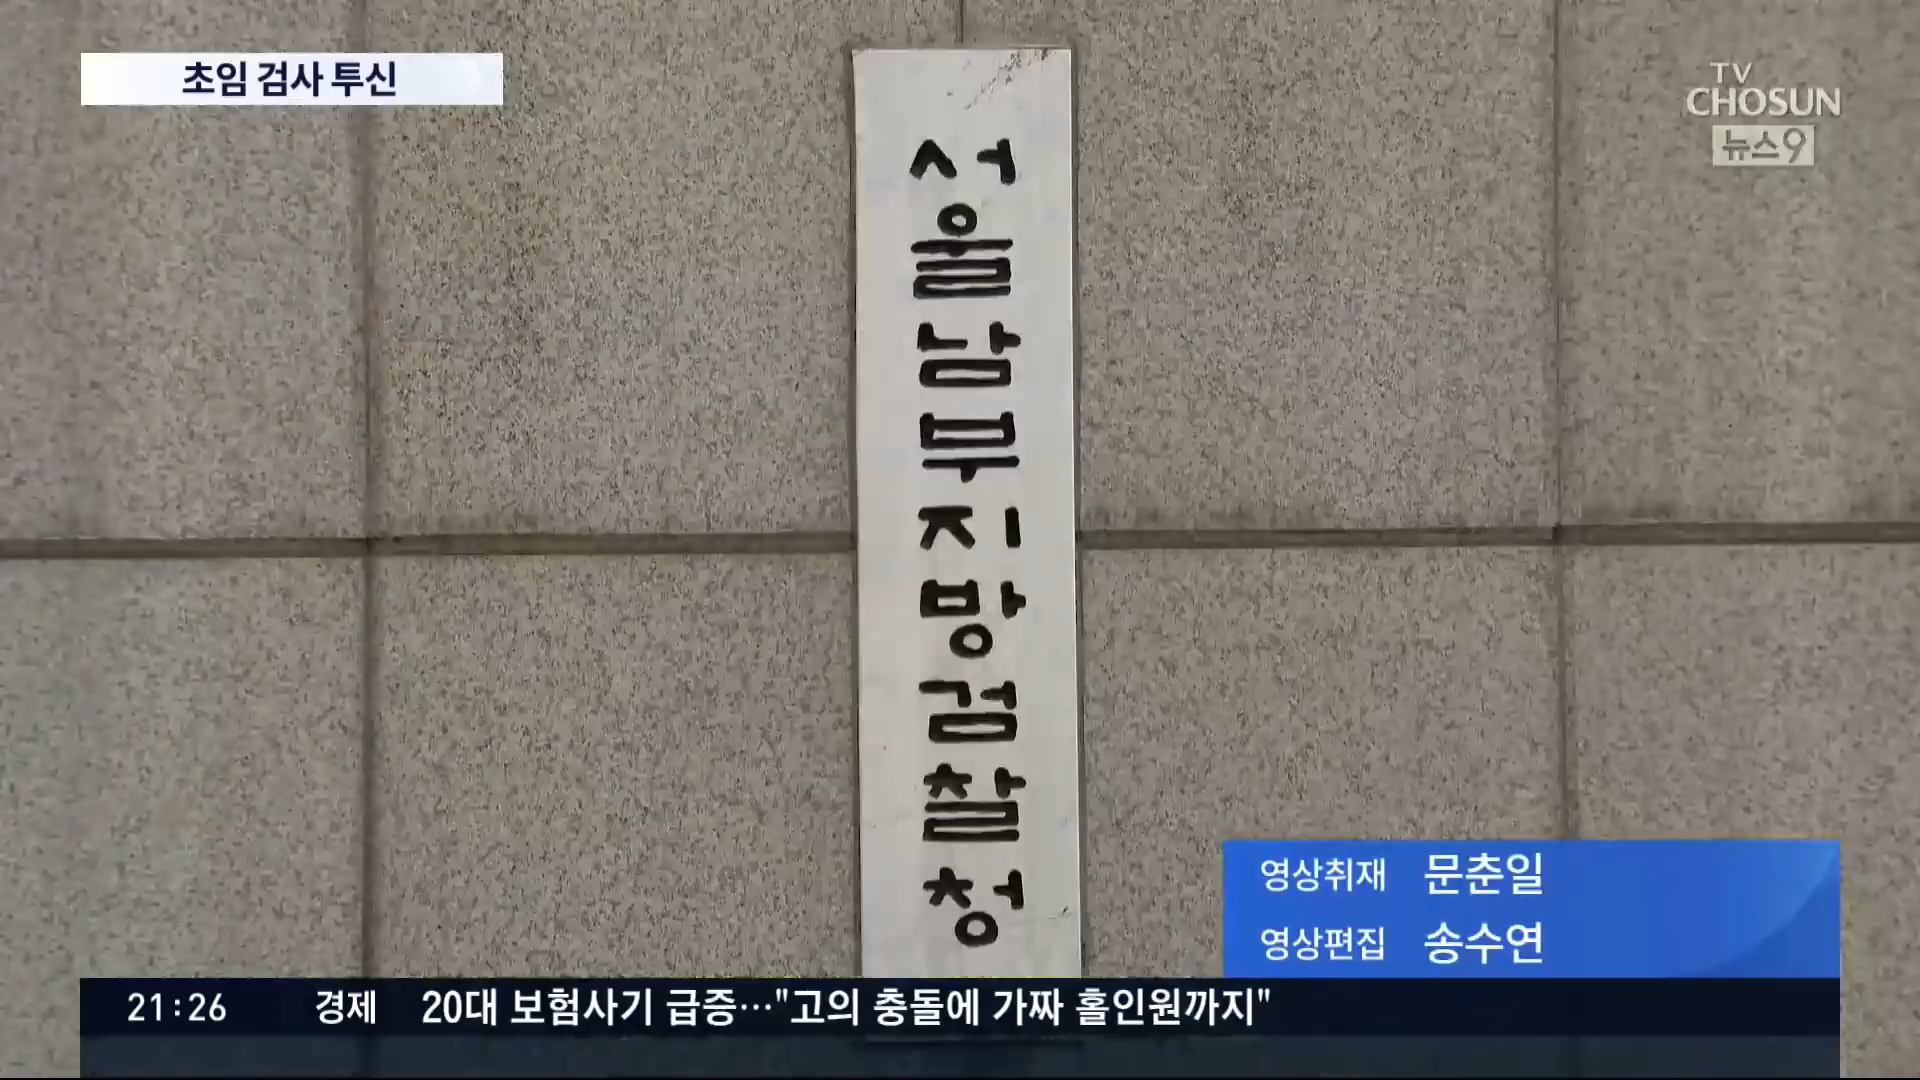 초임 검사 투신
TV
CHOSUN
뉴스9
서울남부지방검찰청
영상취재 문춘일
영상편집 송수연
21:26 경제 20대 보험사기 급증…"고의 충돌에 가짜 홀인원까지"